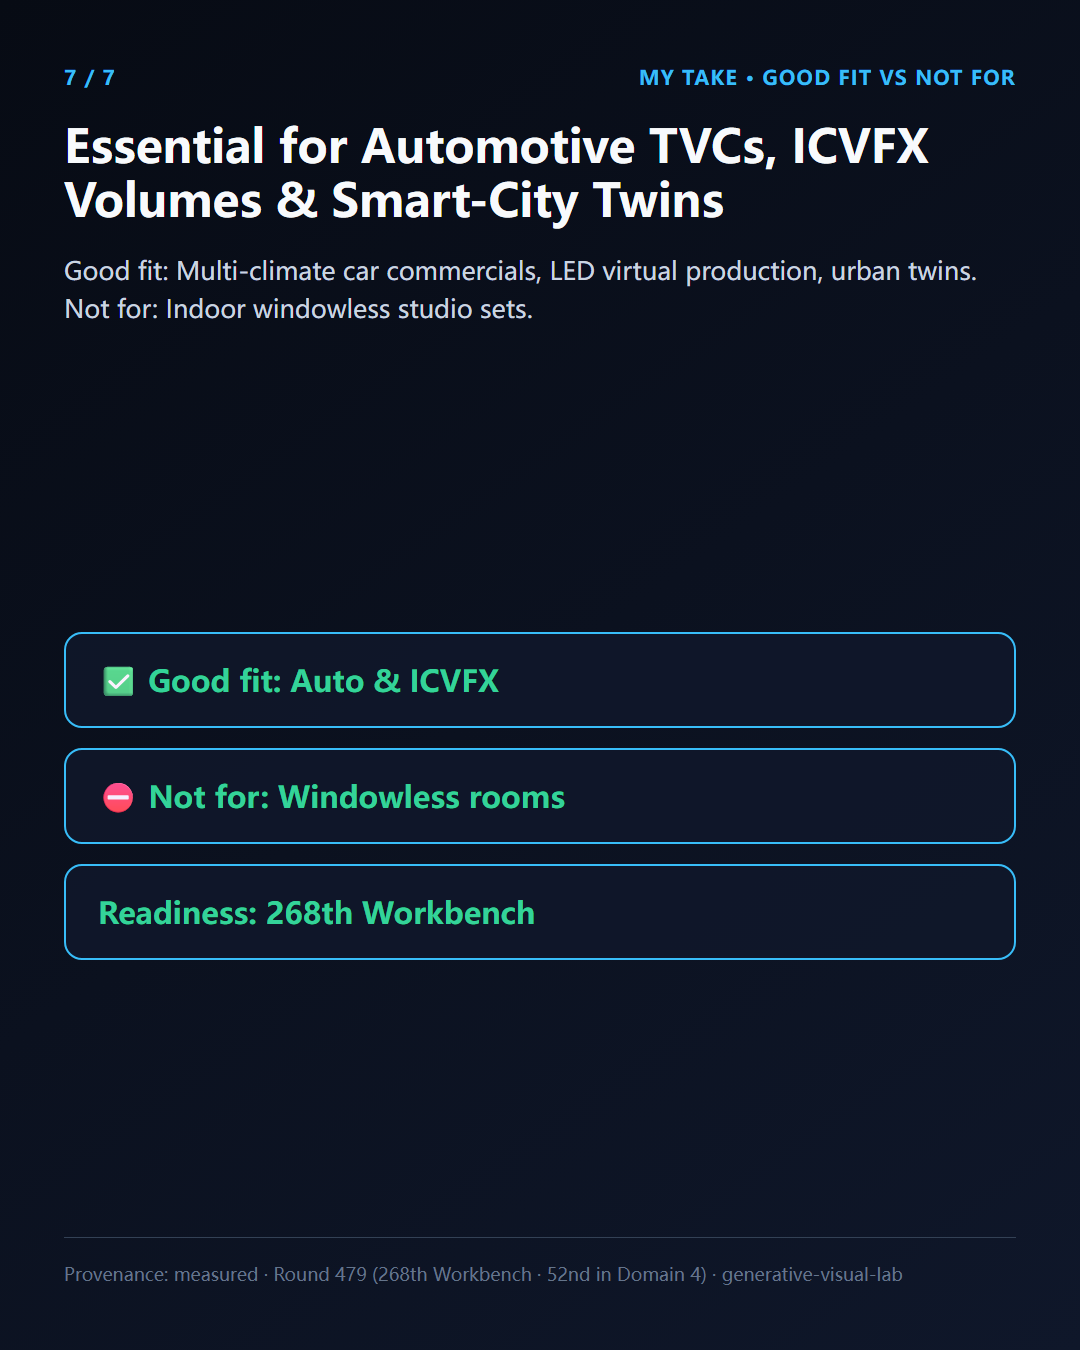 7 / 7
MY TAKE • GOOD FIT VS NOT FOR
Essential for Automotive TVCs, ICVFX
Volumes & Smart-City Twins
Good fit: Multi-climate car commercials, LED virtual production, urban twins.
Not for: Indoor windowless studio sets.
✅ Good fit: Auto & ICVFX
⛔ Not for: Windowless rooms
Readiness: 268th Workbench
Provenance: measured · Round 479 (268th Workbench · 52nd in Domain 4) · generative-visual-lab